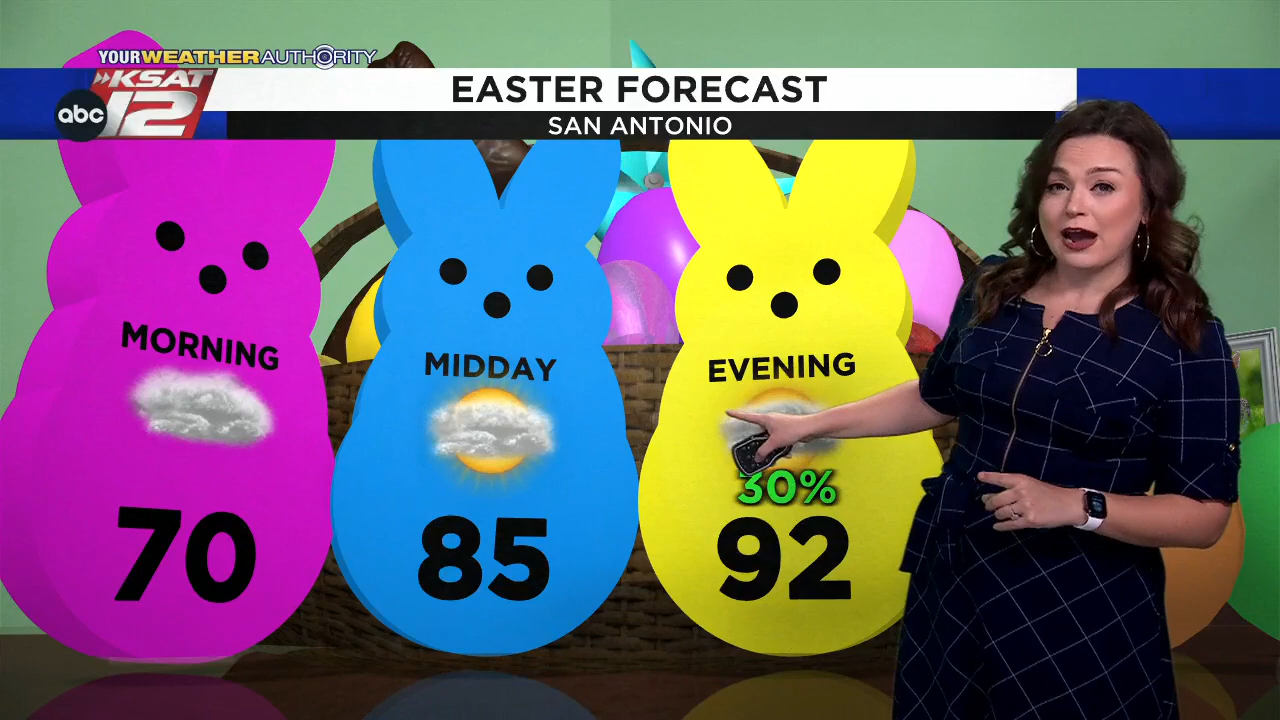 YOUR WEATHER AUTHORITY
KSAT
abc 12
EASTER FORECAST
SAN ANTONIO
MORNING
MIDDAY
EVENING
30%
70
85
92